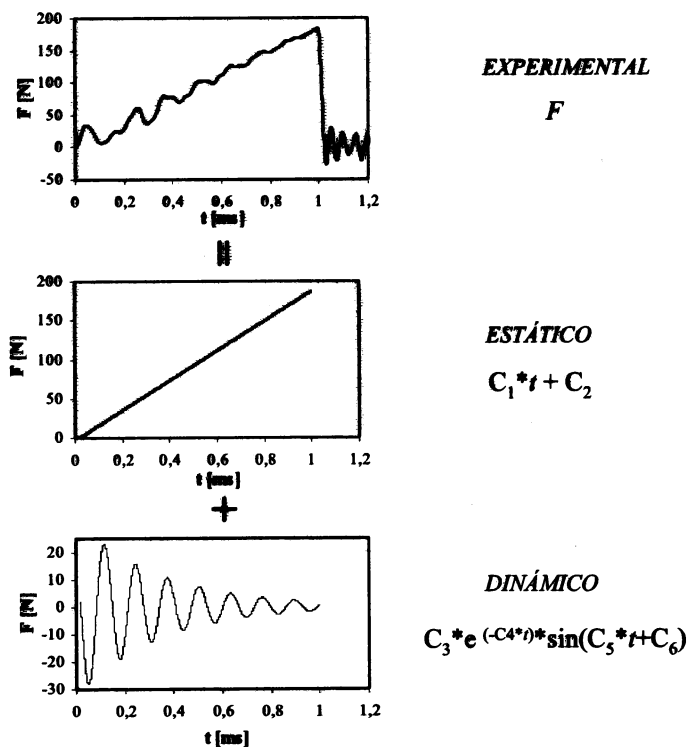 200
150
100
50
0
-50
F [N]
0 0,2 0,4 0,6 0,8 1 1,2
t [ms]
EXPERIMENTAL
F
200
150
100
50
0
F [N]
0 0,2 0,4 0,6 0,8 1 1,2
t [ms]
ESTÁTICO
C₁*t + C₂
+
20
10
0
-10
-20
-30
F [N]
0 0,2 0,4 0,6 0,8 1 1,2
t [ms]
DINÁMICO
C₃*e (-C4*t)*sin(C₅*t+C₆)